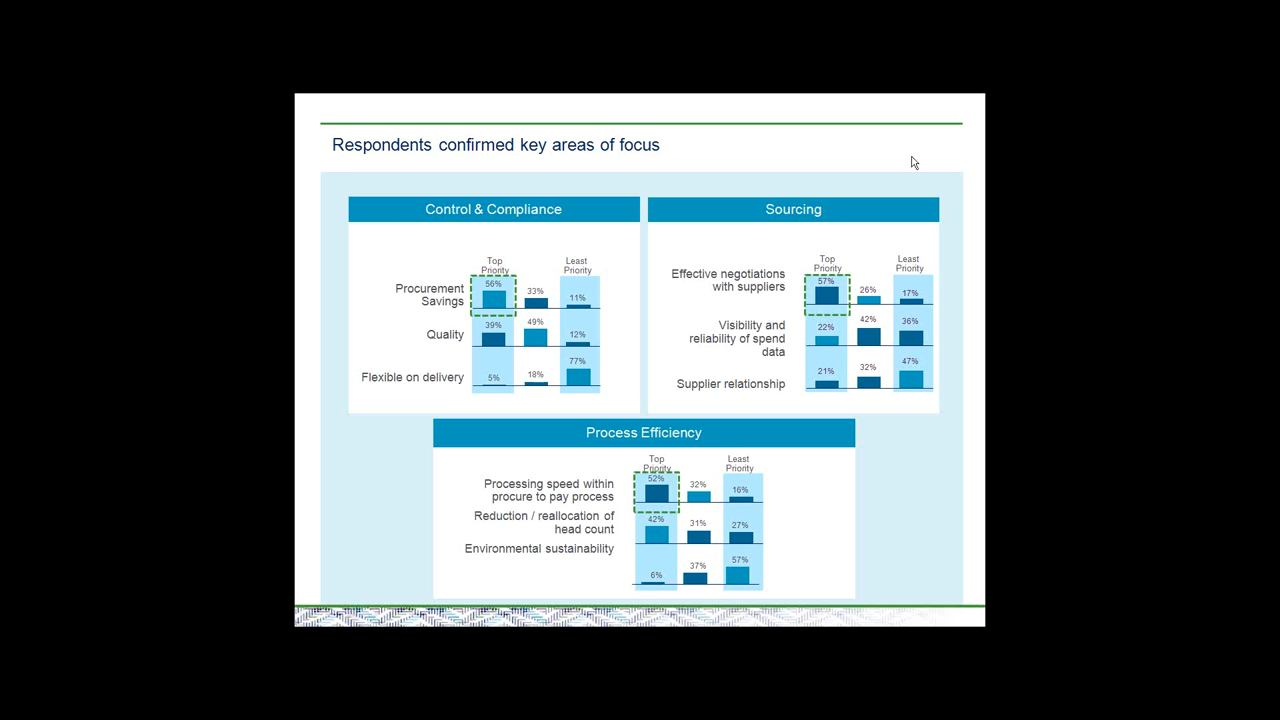 Respondents confirmed key areas of focus
Control & Compliance
Top
Priority
Least
Priority
Procurement
Savings
56%
33%
11%
Quality
39%
49%
12%
Flexible on delivery
5%
18%
77%
Sourcing
Top
Priority
Least
Priority
Effective negotiations
with suppliers
57%
26%
17%
Visibility and
reliability of spend
data
22%
42%
36%
Supplier relationship
21%
32%
47%
Process Efficiency
Top
Priority
Least
Priority
Processing speed within
procure to pay process
52%
32%
16%
Reduction / reallocation of
head count
42%
31%
27%
Environmental sustainability
6%
37%
57%